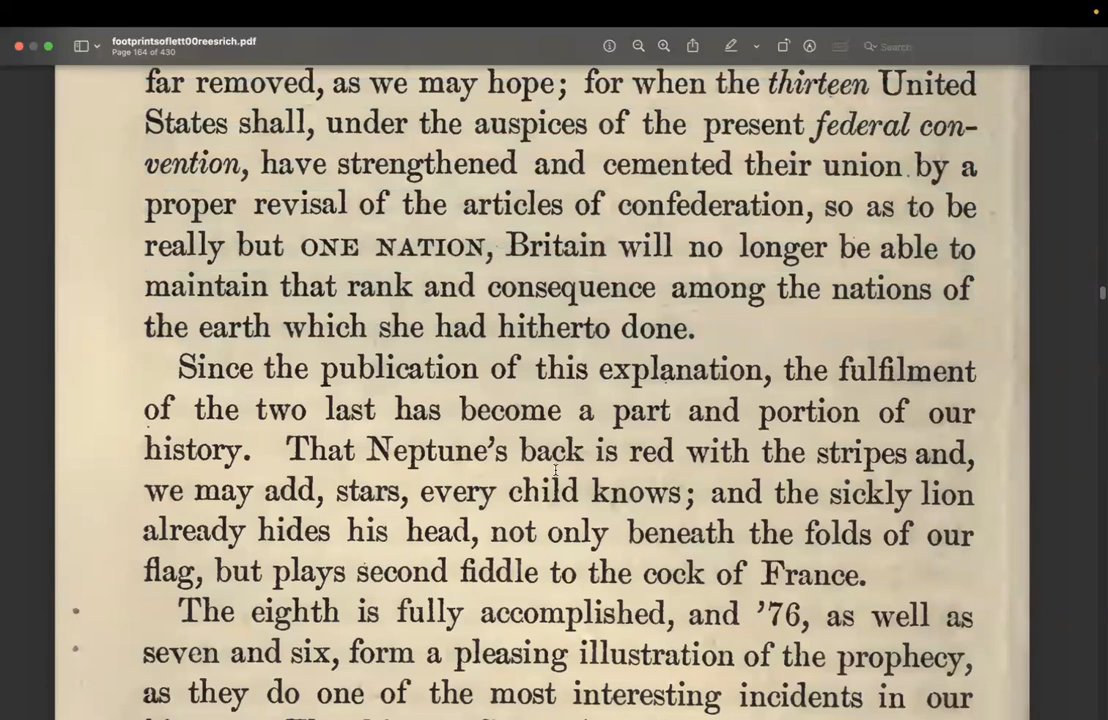 footprintsoflett00reesrich.pdf
Page 164 of 430
Search
far removed, as we may hope; for when the thirteen United
States shall, under the auspices of the present federal con-
vention, have strengthened and cemented their union by a
proper revisal of the articles of confederation, so as to be
really but ONE NATION, Britain will no longer be able to
maintain that rank and consequence among the nations of
the earth which she had hitherto done.
Since the publication of this explanation, the fulfilment
of the two last has become a part and portion of our
history. That Neptune's back is red with the stripes and,
we may add, stars, every child knows; and the sickly lion
already hides his head, not only beneath the folds of our
flag, but plays second fiddle to the cock of France.
The eighth is fully accomplished, and '76, as well as
seven and six, form a pleasing illustration of the prophecy,
as they do one of the most interesting incidents in our